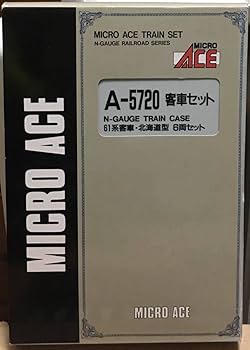 MICRO ACE TRAIN SET
N-GAUGE RAILROAD SERIES
MICRO
ACE
A-5720 客車セット
N-GAUGE TRAIN CASE
61系客車・北海道型 6両セット
MICRO ACE
MICRO ACE